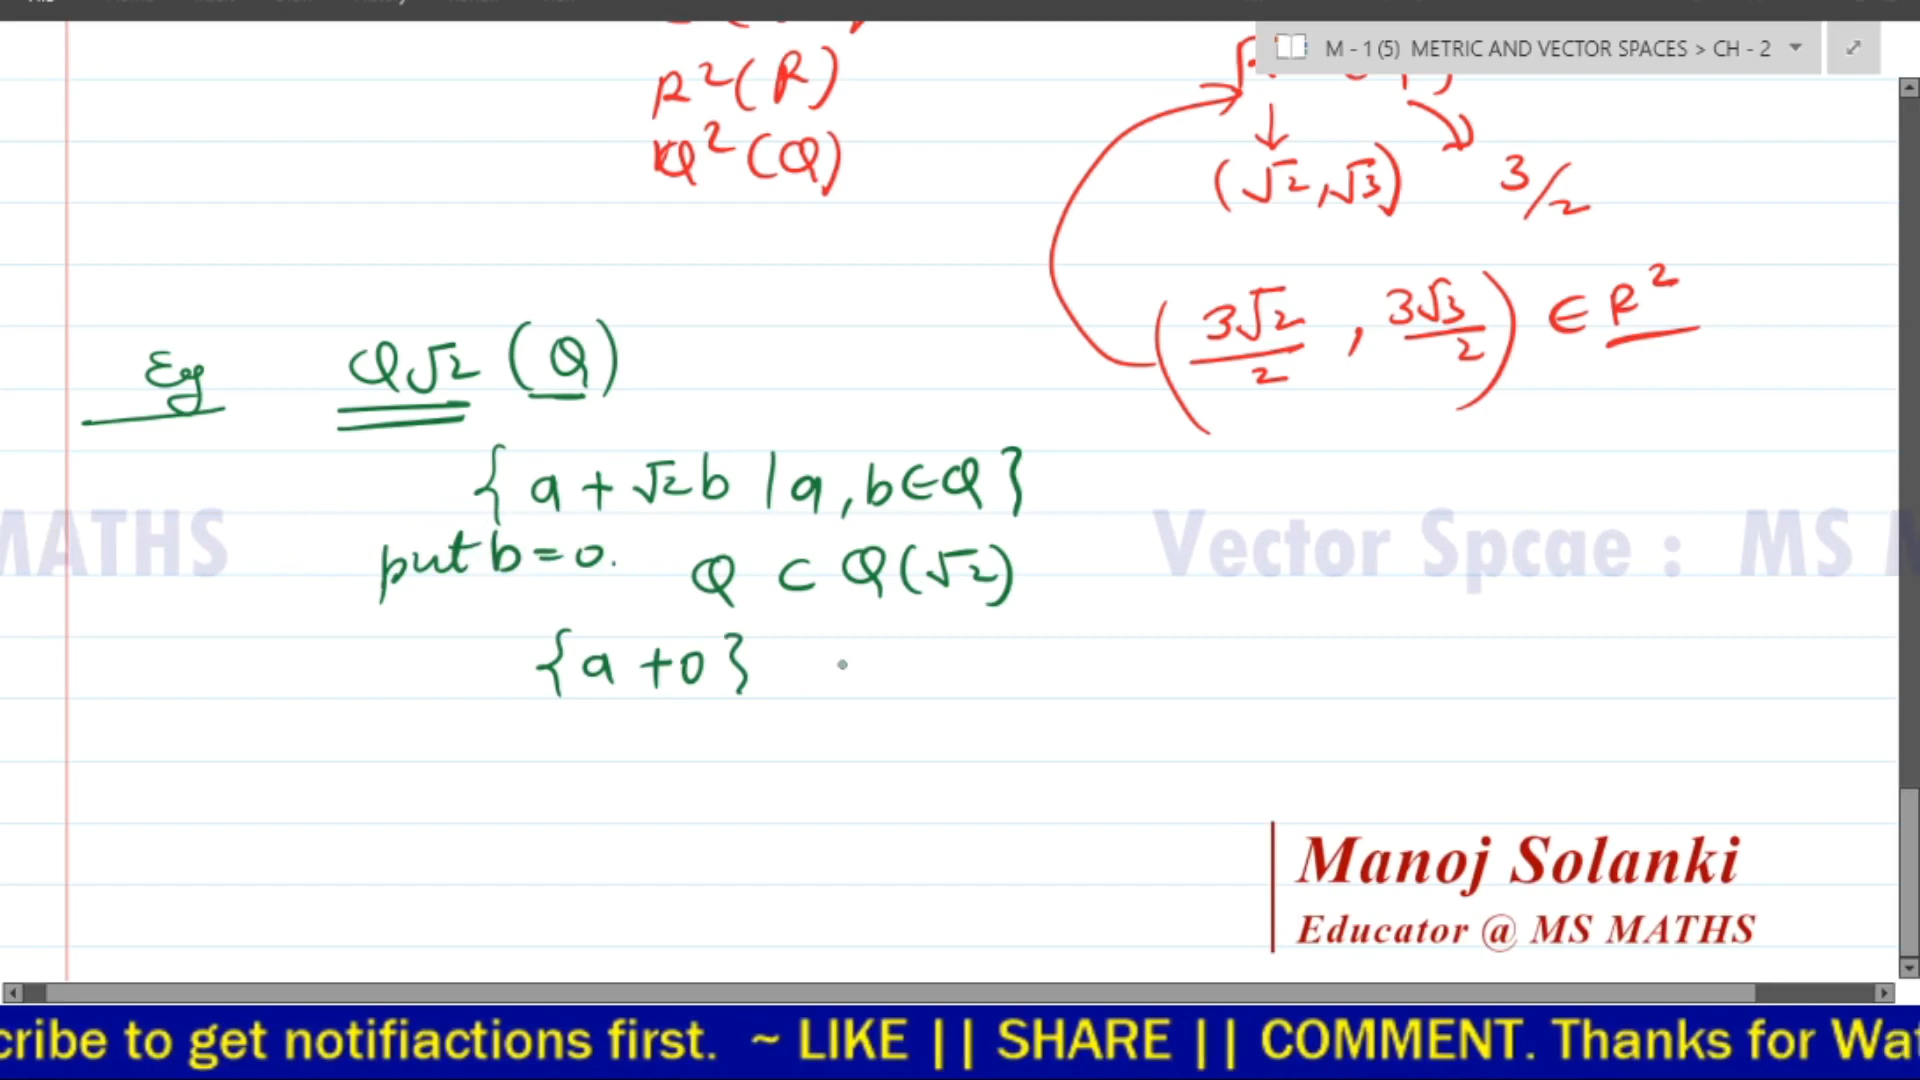 M - 1 (5) METRIC AND VECTOR SPACES > CH - 2
R²(R)
Q²(Q)
(√2, √3) 3/2
(3√2/2, 3√3/2) ∈ R²
Eg Q√2 (Q)
{a + √2b | a, b ∈ Q}
put b = 0. Q ⊂ Q(√2)
MATHS Vector Spcae : MS
{a + 0}
Manoj Solanki
Educator @ MS MATHS
to get notifiactions first. ~ LIKE || SHARE || COMMENT. Thanks for